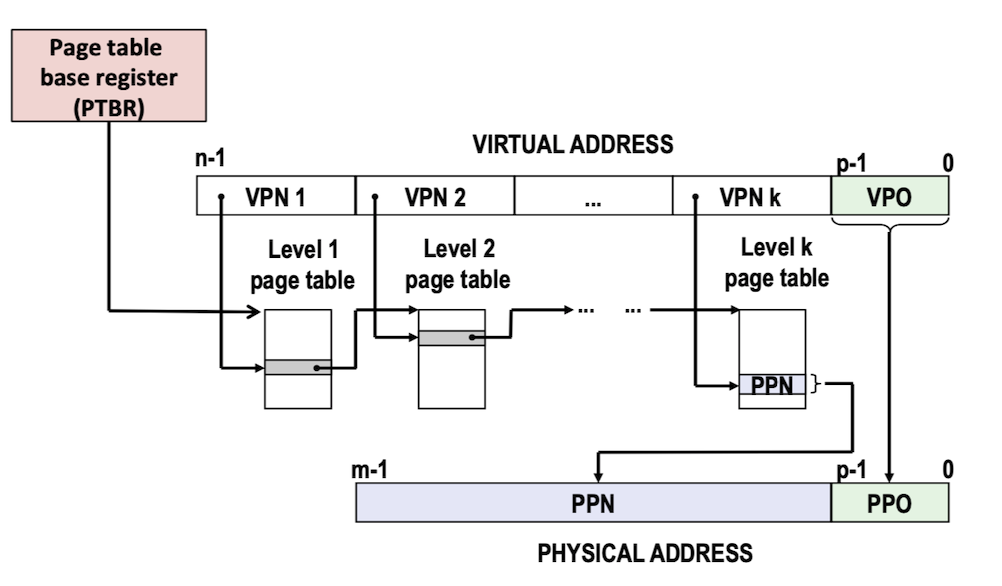 Page table
base register
(PTBR)
VIRTUAL ADDRESS
n-1
p-1
0
VPN 1
VPN 2
...
VPN k
VPO
Level 1
page table
Level 2
page table
Level k
page table
...
...
PPN
m-1
p-1
0
PPN
PPO
PHYSICAL ADDRESS